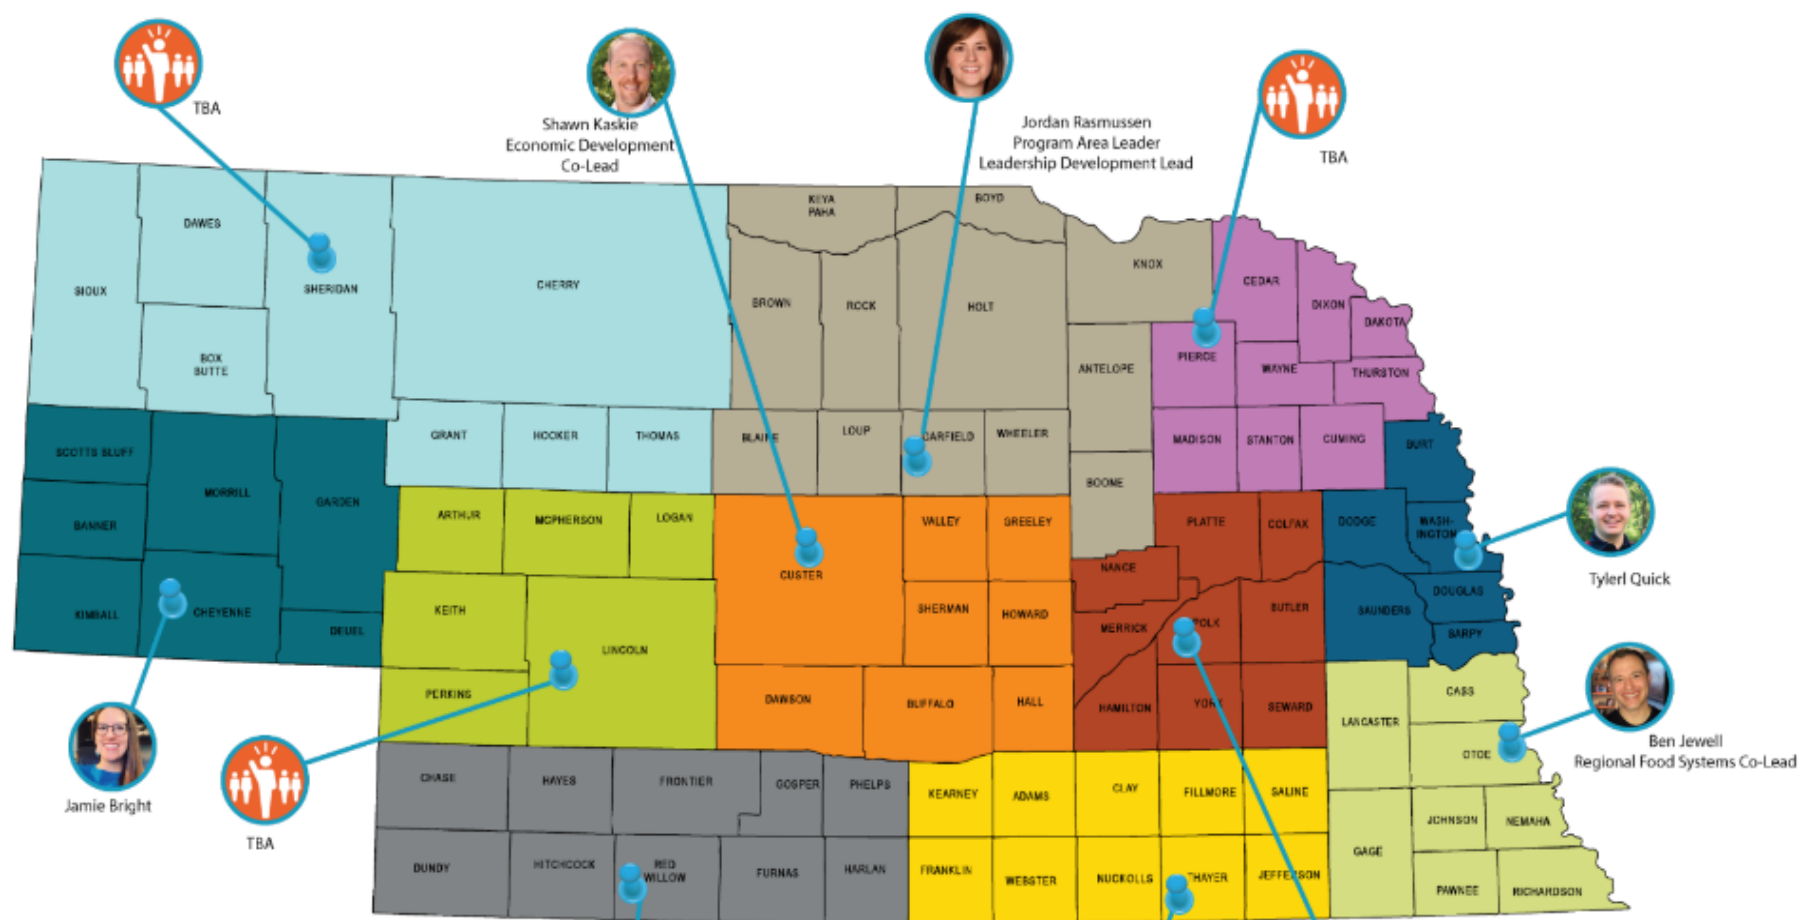 TBA
Shawn Kaskie
Economic Development
Co-Lead
Jordan Rasmussen
Program Area Leader
Leadership Development Lead
TBA
KEYA
PAHA
BOYD
DAWES
SIOUX
SHERIDAN
CHERRY
BROWN
ROCK
HOLT
KNOX
CEDAR
DIXON
DAKOTA
BOX
BUTTE
ANTELOPE
PIERCE
WAYNE
THURSTON
GRANT
HOOKER
THOMAS
BLAINE
LOUP
GARFIELD
WHEELER
MADISON
STANTON
CUMING
BURT
SCOTTS BLUFF
MORRILL
GARDEN
BOONE
BANNER
ARTHUR
MCPHERSON
LOGAN
VALLEY
GREELEY
PLATTE
COLFAX
DODGE
WASH-
INGTON
CUSTER
NANCE
Tylerl Quick
KIMBALL
CHEYENNE
DEUEL
KEITH
LINCOLN
SHERMAN
HOWARD
MERRICK
POLK
BUTLER
SAUNDERS
DOUGLAS
SARPY
PERKINS
DAWSON
BUFFALO
HALL
HAMILTON
YORK
SEWARD
LANCASTER
CASS
OTOE
Ben Jewell
Regional Food Systems Co-Lead
Jamie Bright
TBA
CHASE
HAYES
FRONTIER
GOSPER
PHELPS
KEARNEY
ADAMS
CLAY
FILLMORE
SALINE
JOHNSON
NEMAHA
GAGE
DUNDY
HITCHCOCK
RED
WILLOW
FURNAS
HARLAN
FRANKLIN
WEBSTER
NUCKOLLS
THAYER
JEFFERSON
PAWNEE
RICHARDSON